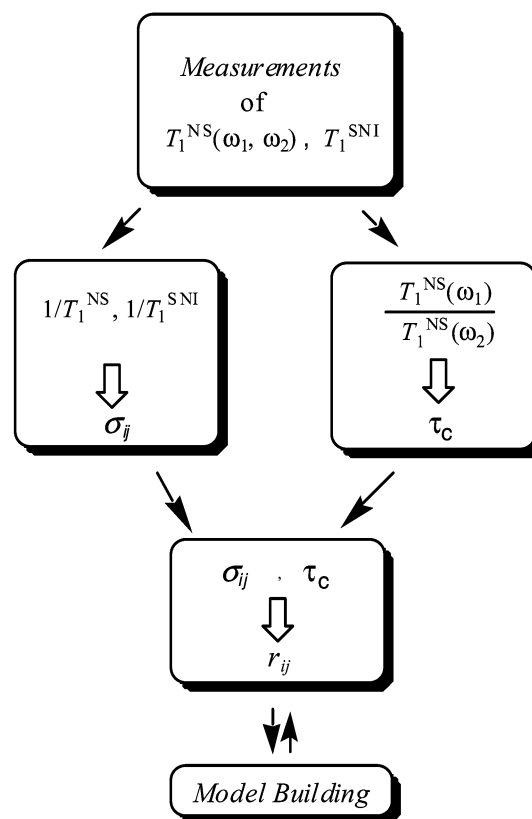 Measurements
of
T₁ᴺˢ(ω₁, ω₂) , T₁ˢᴺᴵ
1/T₁ᴺˢ , 1/T₁ˢᴺᴵ
σij
T₁ᴺˢ(ω₁)
T₁ᴺˢ(ω₂)
τc
σij , τc
rij
Model Building